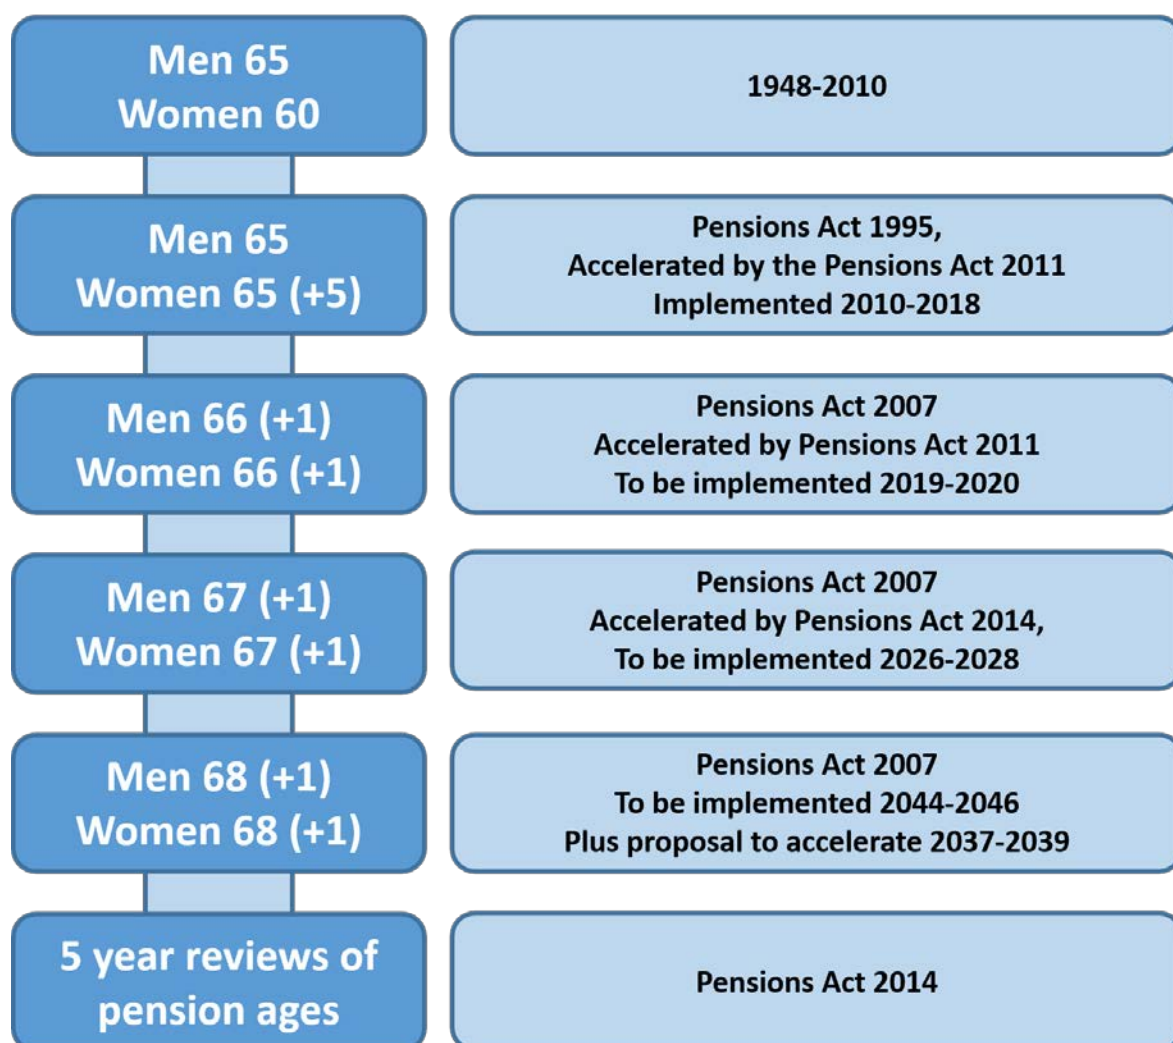 Men 65
Women 60
1948-2010
Men 65
Women 65 (+5)
Pensions Act 1995,
Accelerated by the Pensions Act 2011
Implemented 2010-2018
Men 66 (+1)
Women 66 (+1)
Pensions Act 2007
Accelerated by Pensions Act 2011
To be implemented 2019-2020
Men 67 (+1)
Women 67 (+1)
Pensions Act 2007
Accelerated by Pensions Act 2014,
To be implemented 2026-2028
Men 68 (+1)
Women 68 (+1)
Pensions Act 2007
To be implemented 2044-2046
Plus proposal to accelerate 2037-2039
5 year reviews of
pension ages
Pensions Act 2014